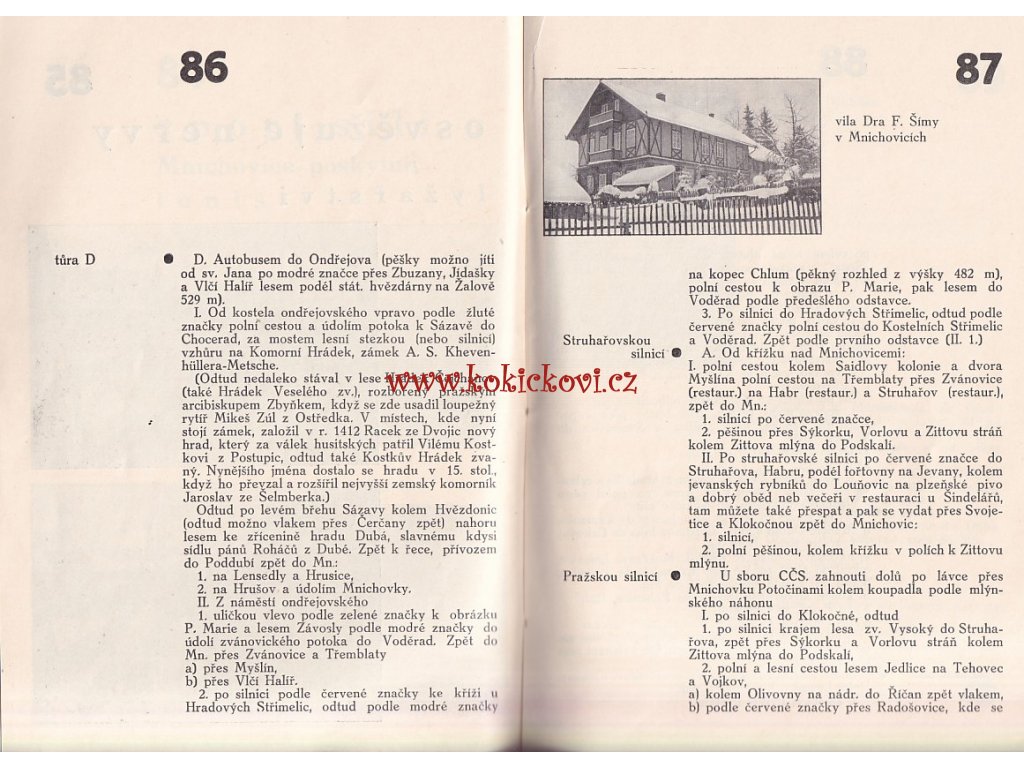 86
tůra D
D. Autobusem do Ondřejova (pěšky možno jíti
od sv. Jana po modré značce přes Zbuzany, Jídašky
a Vlčí Halíř lesem podél stát. hvězdárny na Žalově
529 m).
I. Od kostela ondřejovského vpravo podle žluté
značky polní cestou a údolím potoka k Sázavě do
Chocerad, za mostem lesní stezkou (nebo silnicí)
vzhůru na Komorní Hrádek, zámek A. S. Kheven-
hüllera-Metsche.
(Odtud nedaleko stával v lese Hrádek
(také Hrádek Veselého zv.), rozbořený pražským
arcibiskupem Zbyňkem, když se zde usadil loupežný
rytíř Mikeš Zúl z Ostředka. V místech, kde nyní
stojí zámek, založil v r. 1412 Racek ze Dvojic nový
hrad, který za válek husitských patřil Vilému Kost-
kovi z Postupic, odtud také Kostkův Hrádek zva-
ný. Nynějšího jména dostalo se hradu v 15. stol.,
když ho převzal a rozšířil nejvyšší zemský komorník
Jaroslav ze Šelmberka.)
Odtud po levém břehu Sázavy kolem Hvězdonic
(odtud možno vlakem přes Čerčany zpět) nahoru
lesem ke zřícenině hradu Dubá, slavnému kdysi
sídlu pánů Roháčů z Dubé. Zpět k řece, přívozem
do Poddubí zpět do Mn.:
1. na Lensedly a Hrusice,
2. na Hrušov a údolím Mnichovky.
II. Z náměstí ondřejovského
1. uličkou vlevo podle zelené značky k obrázku
P. Marie a lesem Závosly podle modré značky do
údolí zvánovického potoka do Voděrad. Zpět do
Mn. přes Zvánovice a Třemblaty
a) přes Myšlín,
b) přes Vlčí Halíř.
2. po silnici podle červené značky ke kříži u
Hradových Střimelic, odtud podle modré značky
www.kokickovi.cz
87
vila Dra F. Šímy
v Mnichovicích
na kopec Chlum (pěkný rozhled z výšky 482 m),
polní cestou k obrazu P. Marie, pak lesem do
Voděrad podle předešlého odstavce.
3. Po silnici do Hradových Střimelic, odtud podle
červené značky polní cestou do Kostelních Střimelic
a Voděrad. Zpět podle prvního odstavce (II. 1.)
Struhařovskou
silnicí
A. Od křížku nad Mnichovicemi:
I. polní cestou kolem Saidlovy kolonie a dvora
Myšlína polní cestou na Třemblaty přes Zvánovice
(restaur.) na Habr (restaur.) a Struhařov (restaur.),
zpět do Mn.:
1. silnicí po červené značce,
2. pěšinou přes Sýkorku, Vorlovu a Zittovu stráň
kolem Zittova mlýna do Podskalí.
II. Po struhařovské silnici po červené značce do
Struhařova, Habru, podél fořtovny na Jevany, kolem
jevanských rybníků do Louňovic na plzeňské pivo
a dobrý oběd neb večeři v restauraci u Šindelářů,
tam můžete také přespat a pak se vydat přes Svoje-
tice a Klokočnou zpět do Mnichovic:
1. silnicí,
2. polní pěšinou, kolem křížku v polích k Zittovu
mlýnu.
Pražskou silnicí
U sboru CČS. zahnouti dolů po lávce přes
Mnichovku Potočinami kolem koupadla podle mlýn-
ského náhonu
I. po silnici do Klokočné, odtud
1. po silnici krajem lesa zv. Vysoký do Struha-
řova, zpět přes Sýkorku a Vorlovu stráň kolem
Zittova mlýna do Podskalí,
2. polní a lesní cestou lesem Jedlice na Tehovec
a Vojkov,
a) kolem Olivovny na nádr. do Říčan zpět vlakem,
b) podle červené značky přes Radošovice, kde se